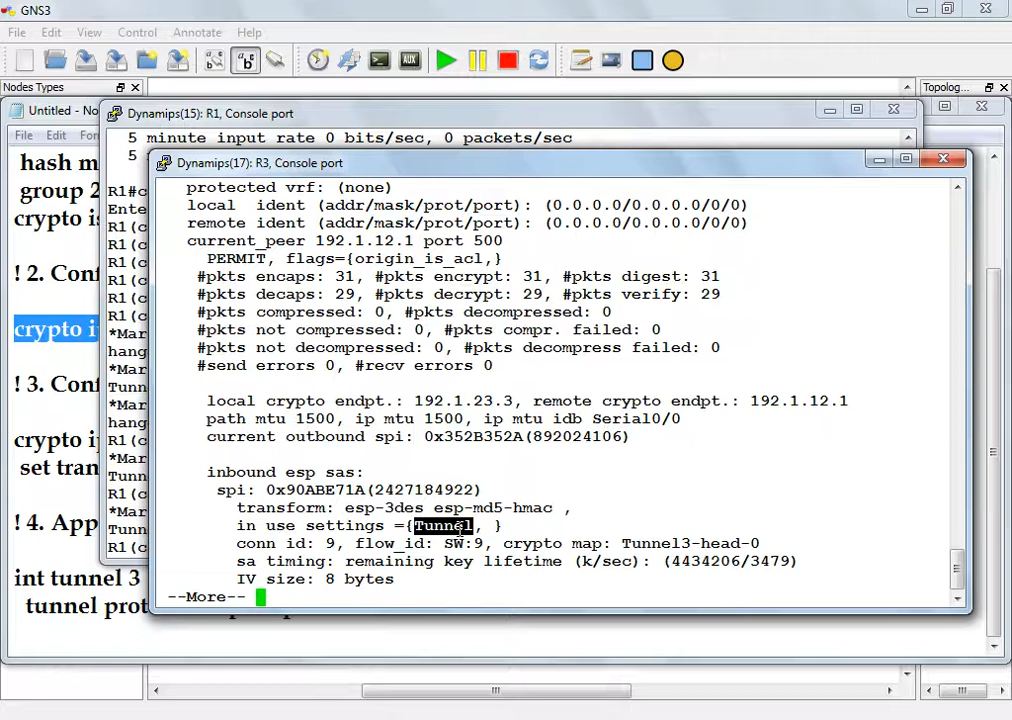 GNS3
File Edit View Control Annotate Help
Nodes Types
Topolog...
Untitled - No
File Edit For
hash m
group 2
crypto is
! 2. Conf
crypto i
! 3. Conf
crypto ip
set tran
! 4. App
int tunnel 3
Dynamips(15): R1, Console port
5 minute input rate 0 bits/sec, 0 packets/sec
5
R1#c
Ente
R1(c
R1(c
R1(c
R1(c
R1(c
R1(c
*Mar
hang
R1(c
*Mar
Tunn
*Mar
hang
R1(c
*Mar
Tunn
R1(c
*Mar
R1(c
R1(c
Dynamips(17): R3, Console port
protected vrf: (none)
local ident (addr/mask/prot/port): (0.0.0.0/0.0.0.0/0/0)
remote ident (addr/mask/prot/port): (0.0.0.0/0.0.0.0/0/0)
current_peer 192.1.12.1 port 500
PERMIT, flags={origin_is_acl,}
#pkts encaps: 31, #pkts encrypt: 31, #pkts digest: 31
#pkts decaps: 29, #pkts decrypt: 29, #pkts verify: 29
#pkts compressed: 0, #pkts decompressed: 0
#pkts not compressed: 0, #pkts compr. failed: 0
#pkts not decompressed: 0, #pkts decompress failed: 0
#send errors 0, #recv errors 0
local crypto endpt.: 192.1.23.3, remote crypto endpt.: 192.1.12.1
path mtu 1500, ip mtu 1500, ip mtu idb Serial0/0
current outbound spi: 0x352B352A(892024106)
inbound esp sas:
spi: 0x90ABE71A(2427184922)
transform: esp-3des esp-md5-hmac ,
in use settings ={Tunnel, }
conn id: 9, flow_id: SW:9, crypto map: Tunnel3-head-0
sa timing: remaining key lifetime (k/sec): (4434206/3479)
IV size: 8 bytes
--More--